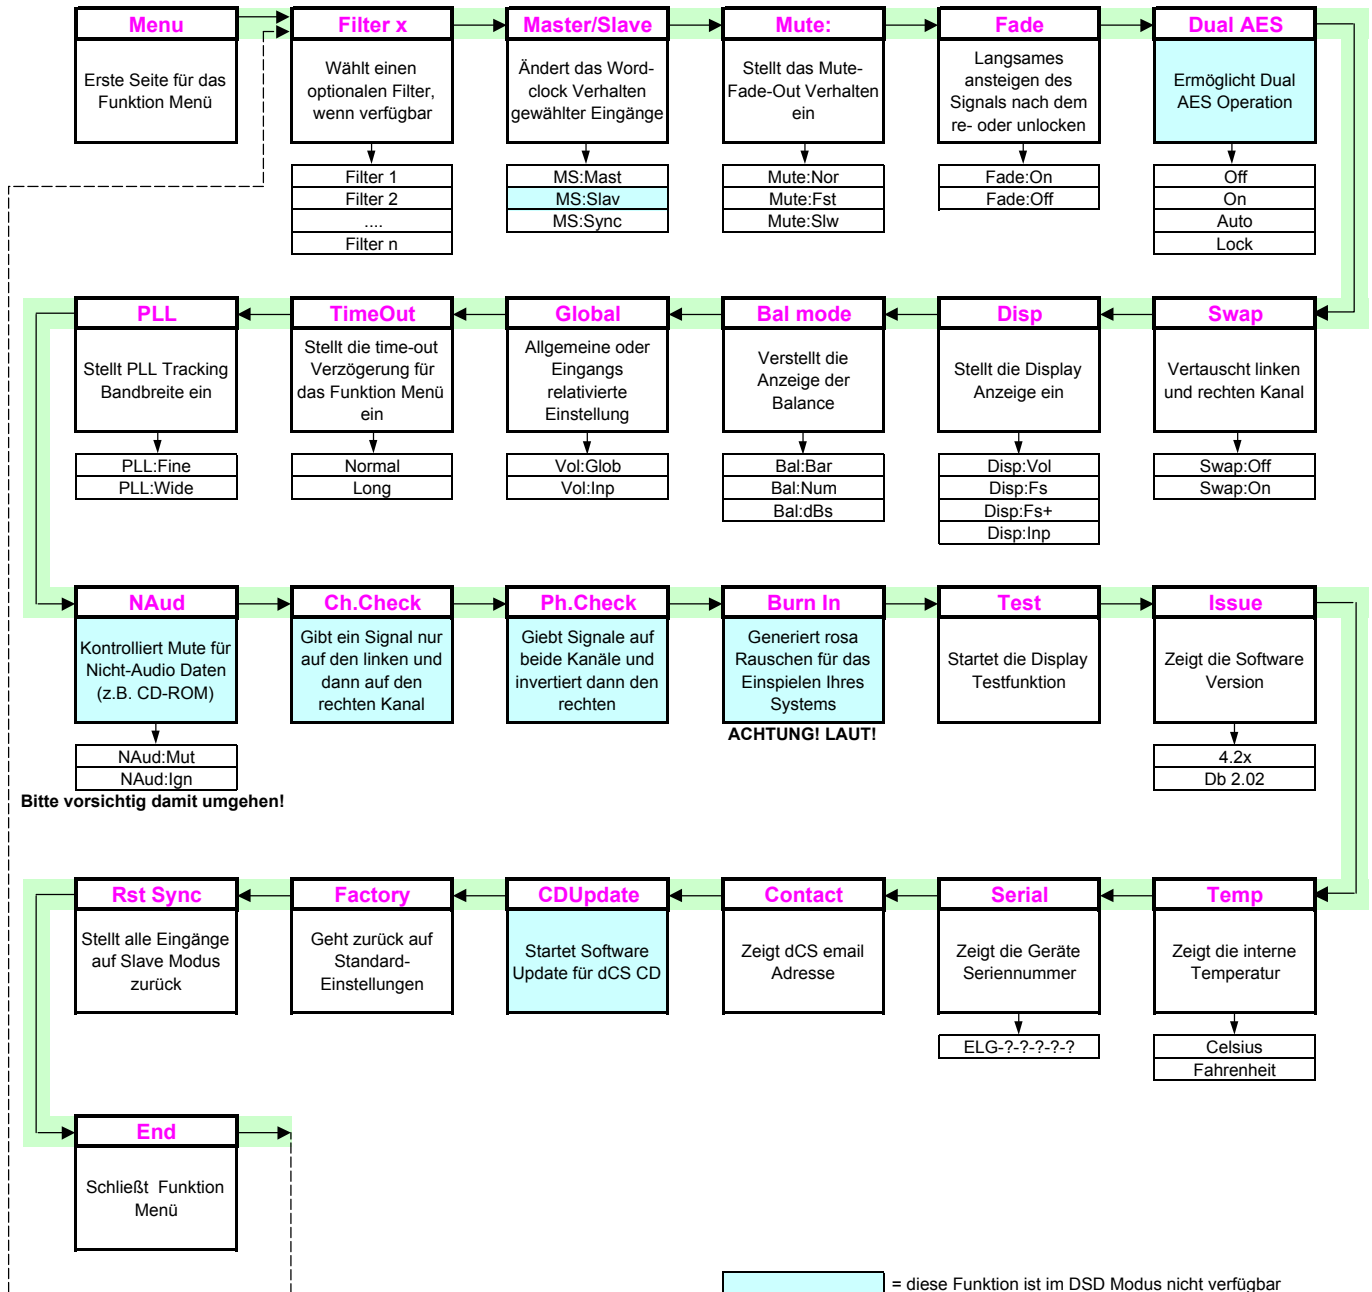 Menu
Erste Seite für das
Funktion Menü
Filter x
Wählt einen
optionalen Filter,
wenn verfügbar
Filter 1
Filter 2
....
Filter n
Master/Slave
Ändert das Word-
clock Verhalten
gewählter Eingänge
MS:Mast
MS:Slav
MS:Sync
Mute:
Stellt das Mute-
Fade-Out Verhalten
ein
Mute:Nor
Mute:Fst
Mute:Slw
Fade
Langsames
ansteigen des
Signals nach dem
re- oder unlocken
Fade:On
Fade:Off
Dual AES
Ermöglicht Dual
AES Operation
Off
On
Auto
Lock
PLL
Stellt PLL Tracking
Bandbreite ein
PLL:Fine
PLL:Wide
TimeOut
Stellt die time-out
Verzögerung für
das Funktion Menü
ein
Normal
Long
Global
Allgemeine oder
Eingangs
relativierte
Einstellung
Vol:Glob
Vol:Inp
Bal mode
Verstellt die
Anzeige der
Balance
Bal:Bar
Bal:Num
Bal:dBs
Disp
Stellt die Display
Anzeige ein
Disp:Vol
Disp:Fs
Disp:Fs+
Disp:Inp
Swap
Vertauscht linken
und rechten Kanal
Swap:Off
Swap:On
NAud
Kontrolliert Mute für
Nicht-Audio Daten
(z.B. CD-ROM)
NAud:Mut
NAud:Ign
Bitte vorsichtig damit umgehen!
Ch.Check
Gibt ein Signal nur
auf den linken und
dann auf den
rechten Kanal
Ph.Check
Giebt Signale auf
beide Kanäle und
invertiert dann den
rechten
Burn In
Generiert rosa
Rauschen für das
Einspielen Ihres
Systems
ACHTUNG! LAUT!
Test
Startet die Display
Testfunktion
Issue
Zeigt die Software
Version
4.2x
Db 2.02
Rst Sync
Stellt alle Eingänge
auf Slave Modus
zurück
Factory
Geht zurück auf
Standard-
Einstellungen
CDUpdate
Startet Software
Update für dCS CD
Contact
Zeigt dCS email
Adresse
Serial
Zeigt die Geräte
Seriennummer
ELG-?-?-?-?-?
Temp
Zeigt die interne
Temperatur
Celsius
Fahrenheit
End
Schließt Funktion
Menü
= diese Funktion ist im DSD Modus nicht verfügbar